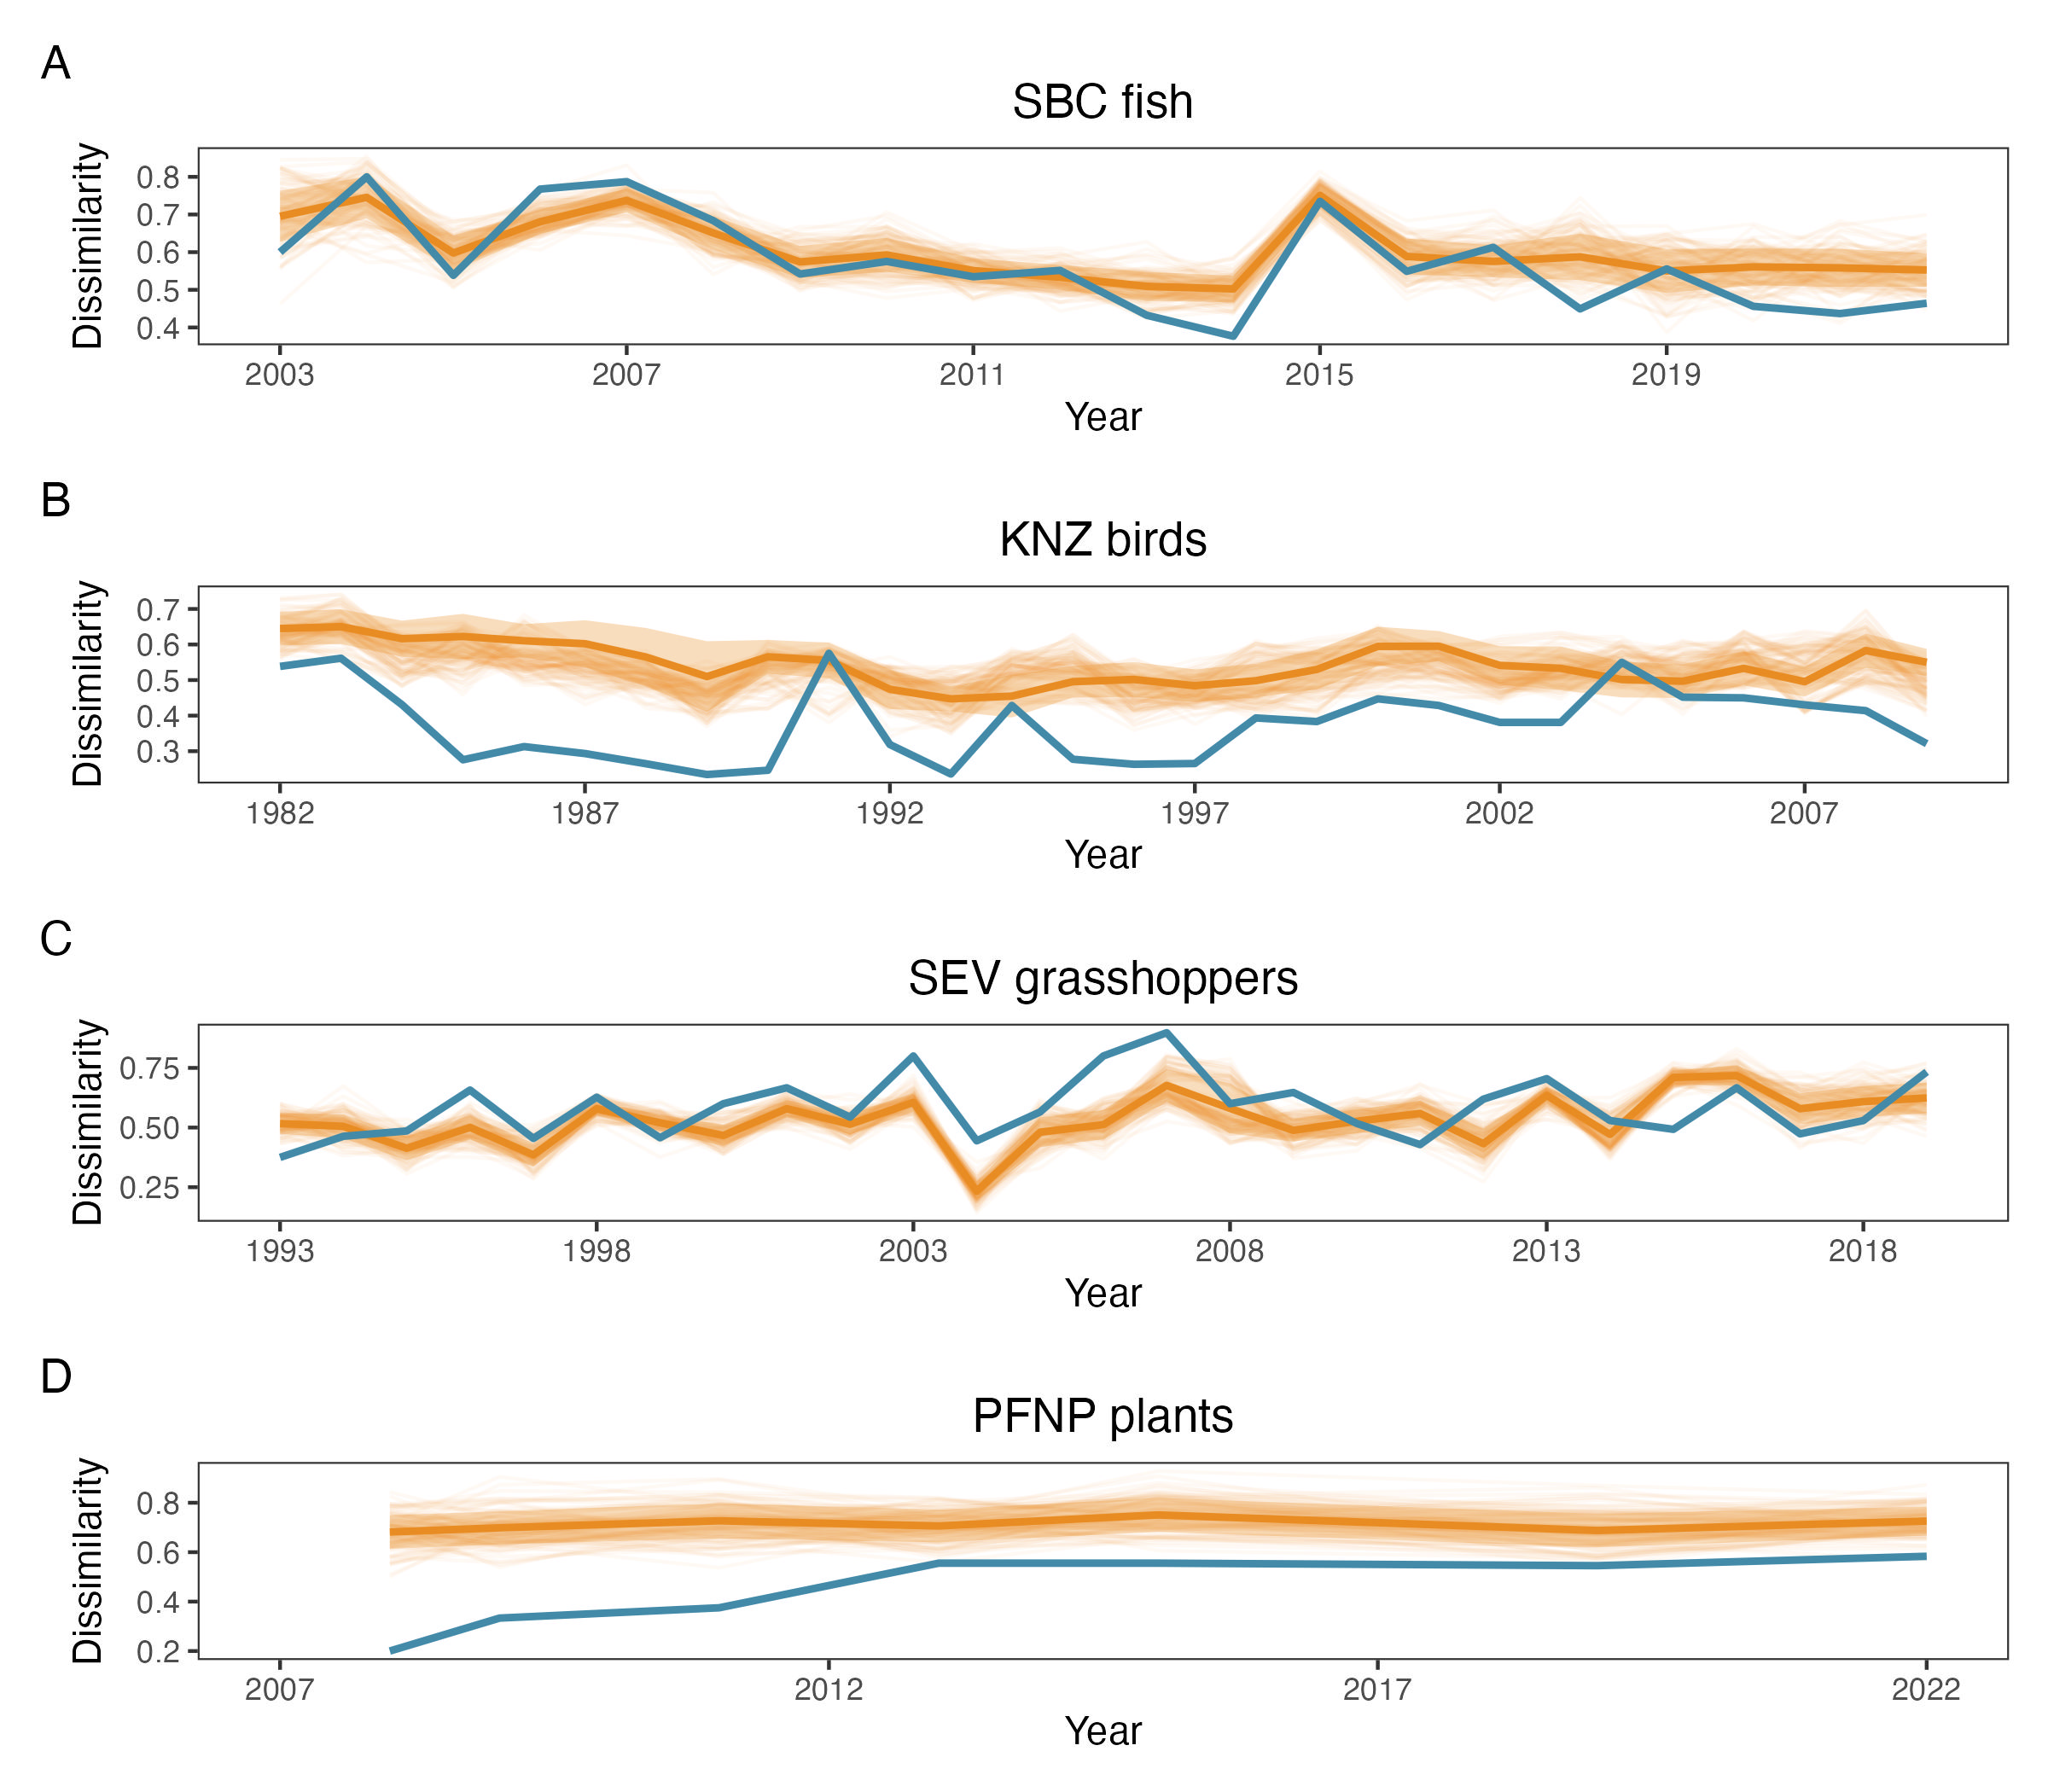 A
SBC fish
Dissimilarity
0.8
0.7
0.6
0.5
0.4
2003 2007 2011 2015 2019
Year
B
KNZ birds
Dissimilarity
0.7
0.6
0.5
0.4
0.3
1982 1987 1992 1997 2002 2007
Year
C
SEV grasshoppers
Dissimilarity
0.75
0.50
0.25
1993 1998 2003 2008 2013 2018
Year
D
PFNP plants
Dissimilarity
0.8
0.6
0.4
0.2
2007 2012 2017 2022
Year